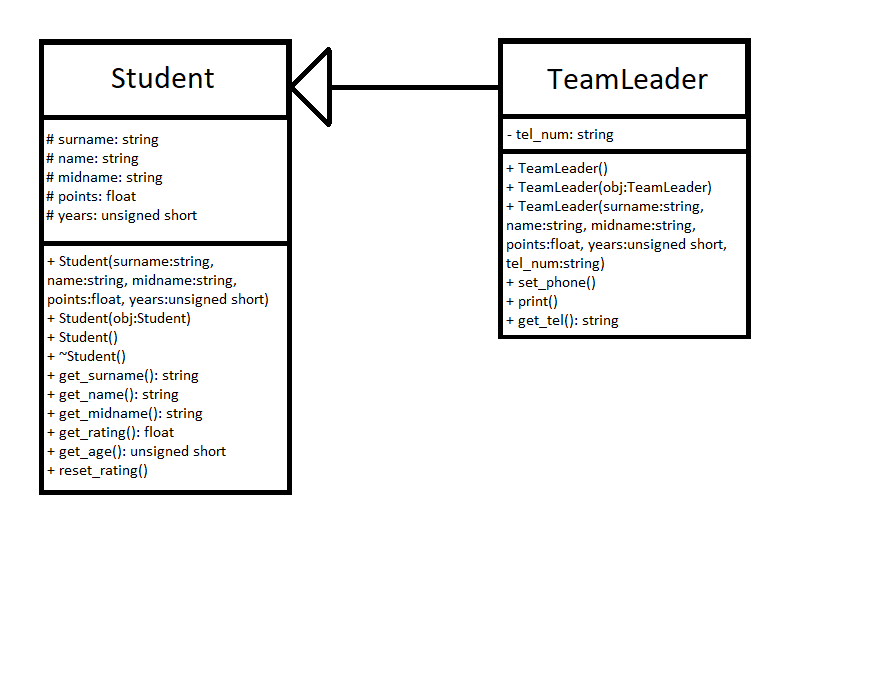 Student
# surname: string
# name: string
# midname: string
# points: float
# years: unsigned short
+ Student(surname:string,
name:string, midname:string,
points:float, years:unsigned short)
+ Student(obj:Student)
+ Student()
+ ~Student()
+ get_surname(): string
+ get_name(): string
+ get_midname(): string
+ get_rating(): float
+ get_age(): unsigned short
+ reset_rating()
TeamLeader
- tel_num: string
+ TeamLeader()
+ TeamLeader(obj:TeamLeader)
+ TeamLeader(surname:string,
name:string, midname:string,
points:float, years:unsigned short,
tel_num:string)
+ set_phone()
+ print()
+ get_tel(): string